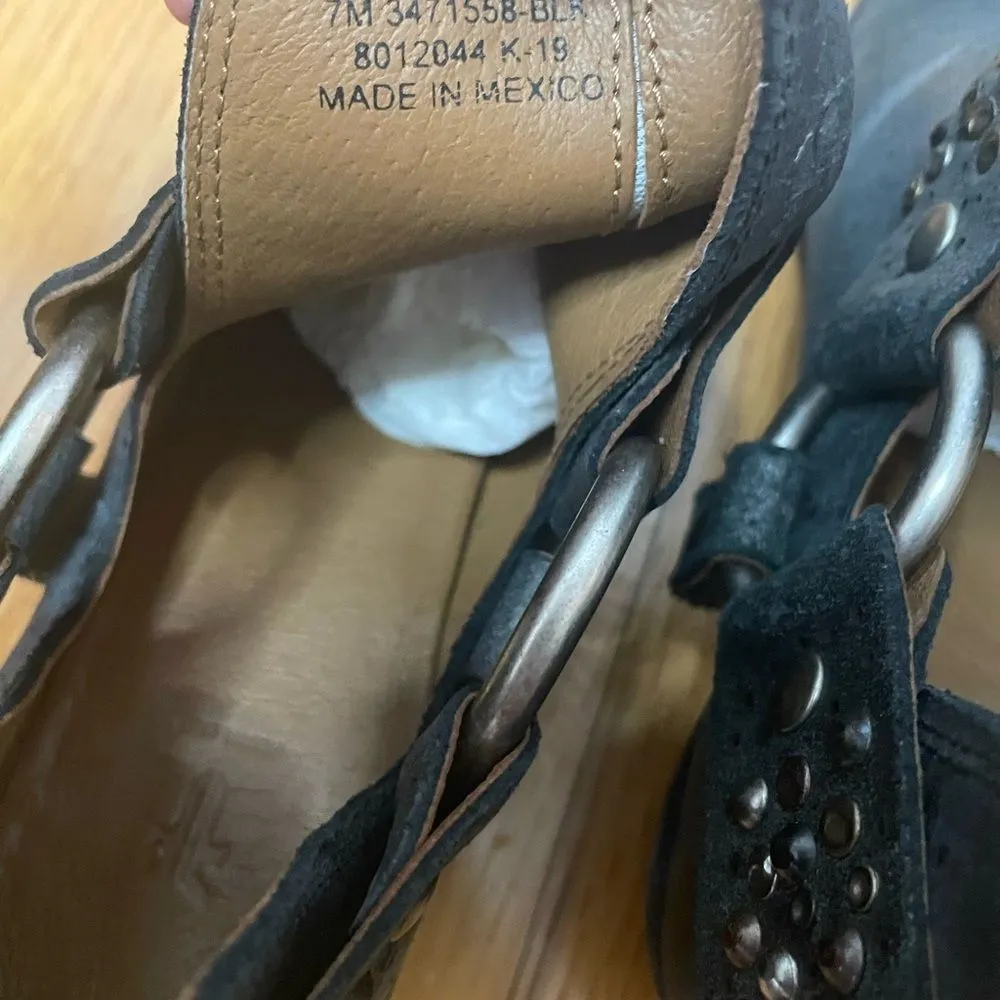 7M 3471558-BLK
8012044 K-19
MADE IN MEXICO